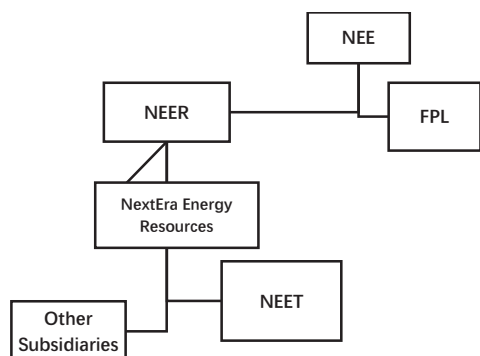 NEE
NEER
FPL
NextEra Energy
Resources
NEET
Other
Subsidiaries